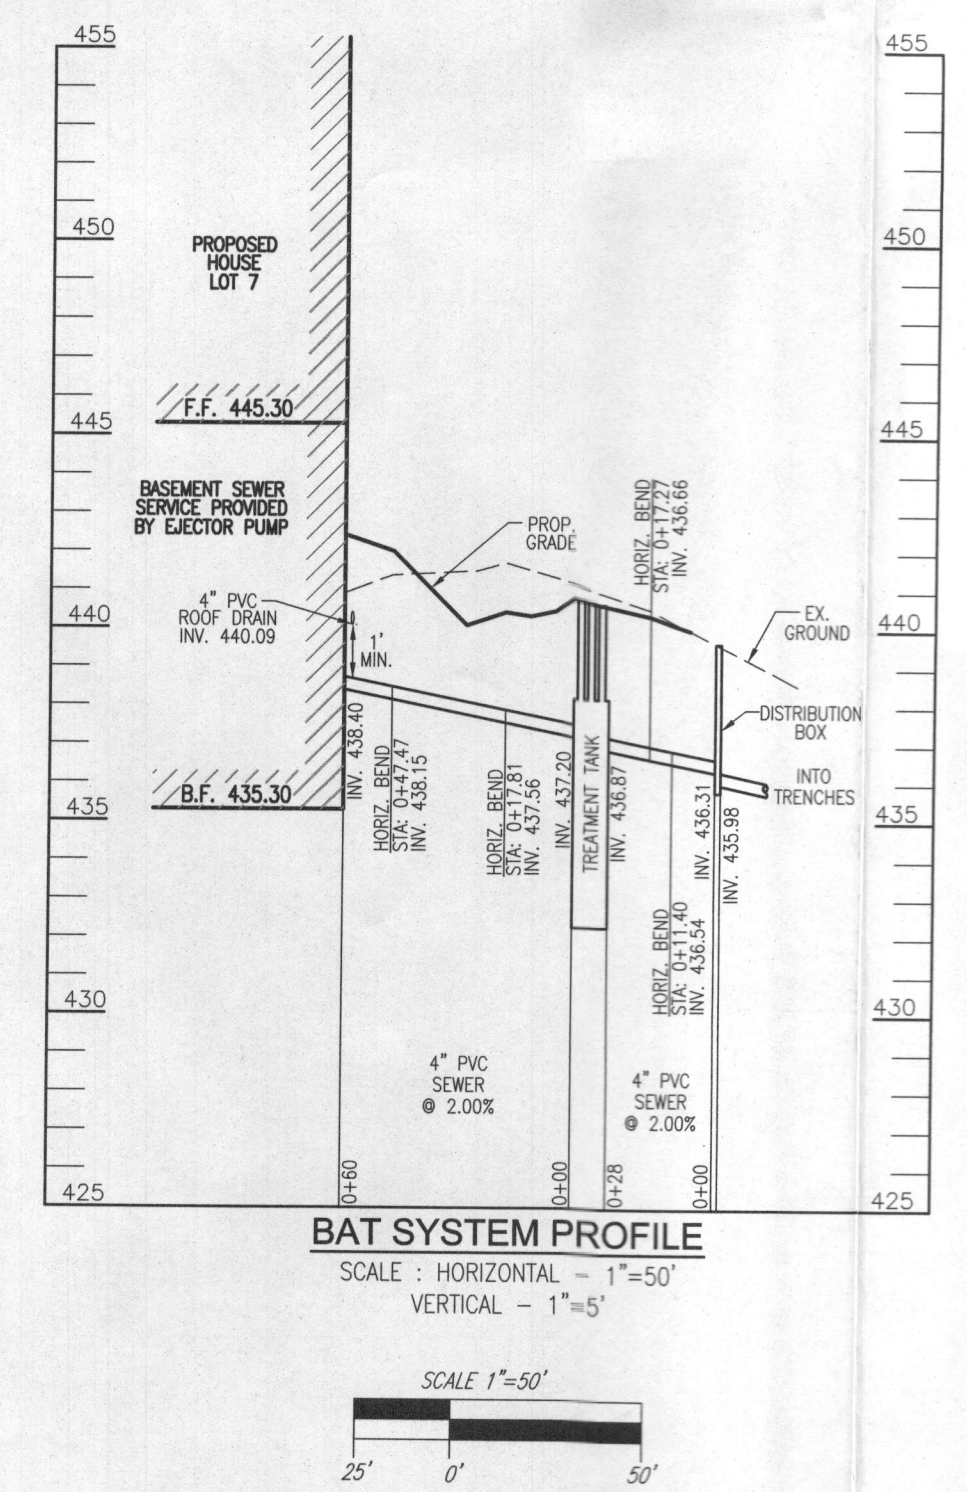 455
455
450
450
PROPOSED
HOUSE
LOT 7
F.F. 445.30
445
445
BASEMENT SEWER
SERVICE PROVIDED
BY EJECTOR PUMP
PROP.
GRADE
HORIZ. BEND
STA: 0+17.27
INV. 436.66
4" PVC
ROOF DRAIN
INV. 440.09
440
440
EX.
GROUND
1'
MIN.
DISTRIBUTION
BOX
INV. 438.40
HORIZ. BEND
STA: 0+47.47
INV. 438.15
HORIZ. BEND
STA: 0+17.81
INV. 437.56
INV. 437.20
TREATMENT TANK
INV. 436.87
INV. 436.31
INV. 435.98
INTO
TRENCHES
B.F. 435.30
435
435
HORIZ. BEND
STA: 0+11.40
INV. 436.54
430
430
4" PVC
SEWER
@ 2.00%
4" PVC
SEWER
@ 2.00%
0+60
0+00
0+28
0+00
425
425
BAT SYSTEM PROFILE
SCALE : HORIZONTAL - 1"=50'
VERTICAL - 1"=5'
SCALE 1"=50'
25'
0'
50'